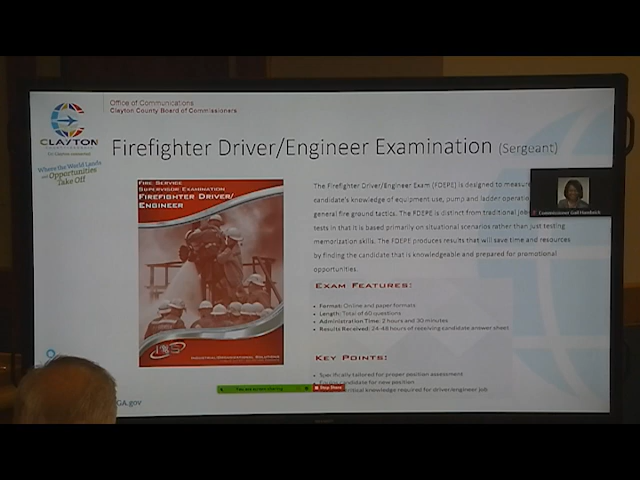 Office of Communications
Clayton County Board of Commissioners
CLAYTON
Where the World Lands
and Opportunities
Take Off
Firefighter Driver/Engineer Examination (Sergeant)
FIRE SERVICE
SUPERVISOR EXAMINATION
FIREFIGHTER DRIVER/
ENGINEER
INDUSTRIAL/ORGANIZATIONAL SOLUTIONS
The Firefighter Driver/Engineer Exam (FDEPE) is designed to measure
candidate's knowledge of equipment use, pump and ladder operat
general fire ground tactics. The FDEPE is distinct from traditional job
tests in that it is based primarily on situational scenarios rather than just testing
memorization skills. The FDEPE produces results that will save time and resources
by finding the candidate that is knowledgeable and prepared for promotional
opportunities.
Commissioner Gail Hambrick
EXAM FEATURES:
• Format: Online and paper formats
• Length: Total of 60 questions
• Administration Time: 2 hours and 30 minutes
• Results Received: 24-48 hours of receiving candidate answer sheet
KEY POINTS:
• Specifically tailored for proper position assessment
candidate for new position
knowledge required for driver/engineer job
Stop Share
GA.gov